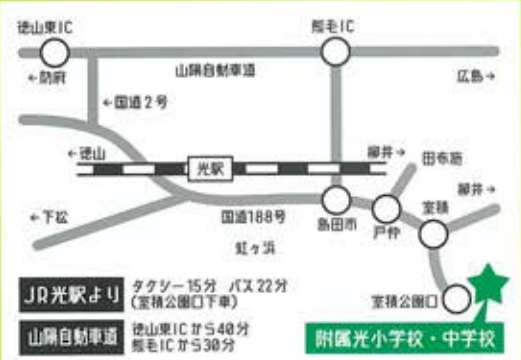 徳山東IC
熊毛IC
←防府
山陽自動車道
広島→
←国道2号
←徳山
光駅
柳井→
田布施
柳井→
←下松
国道188号
島田市
戸仲
室積
虹ヶ浜
JR光駅より
タクシー15分 バス22分
(室積公園口下車)
室積公園口
山陽自動車道
徳山東ICから40分
熊毛ICから30分
附属光小学校・中学校